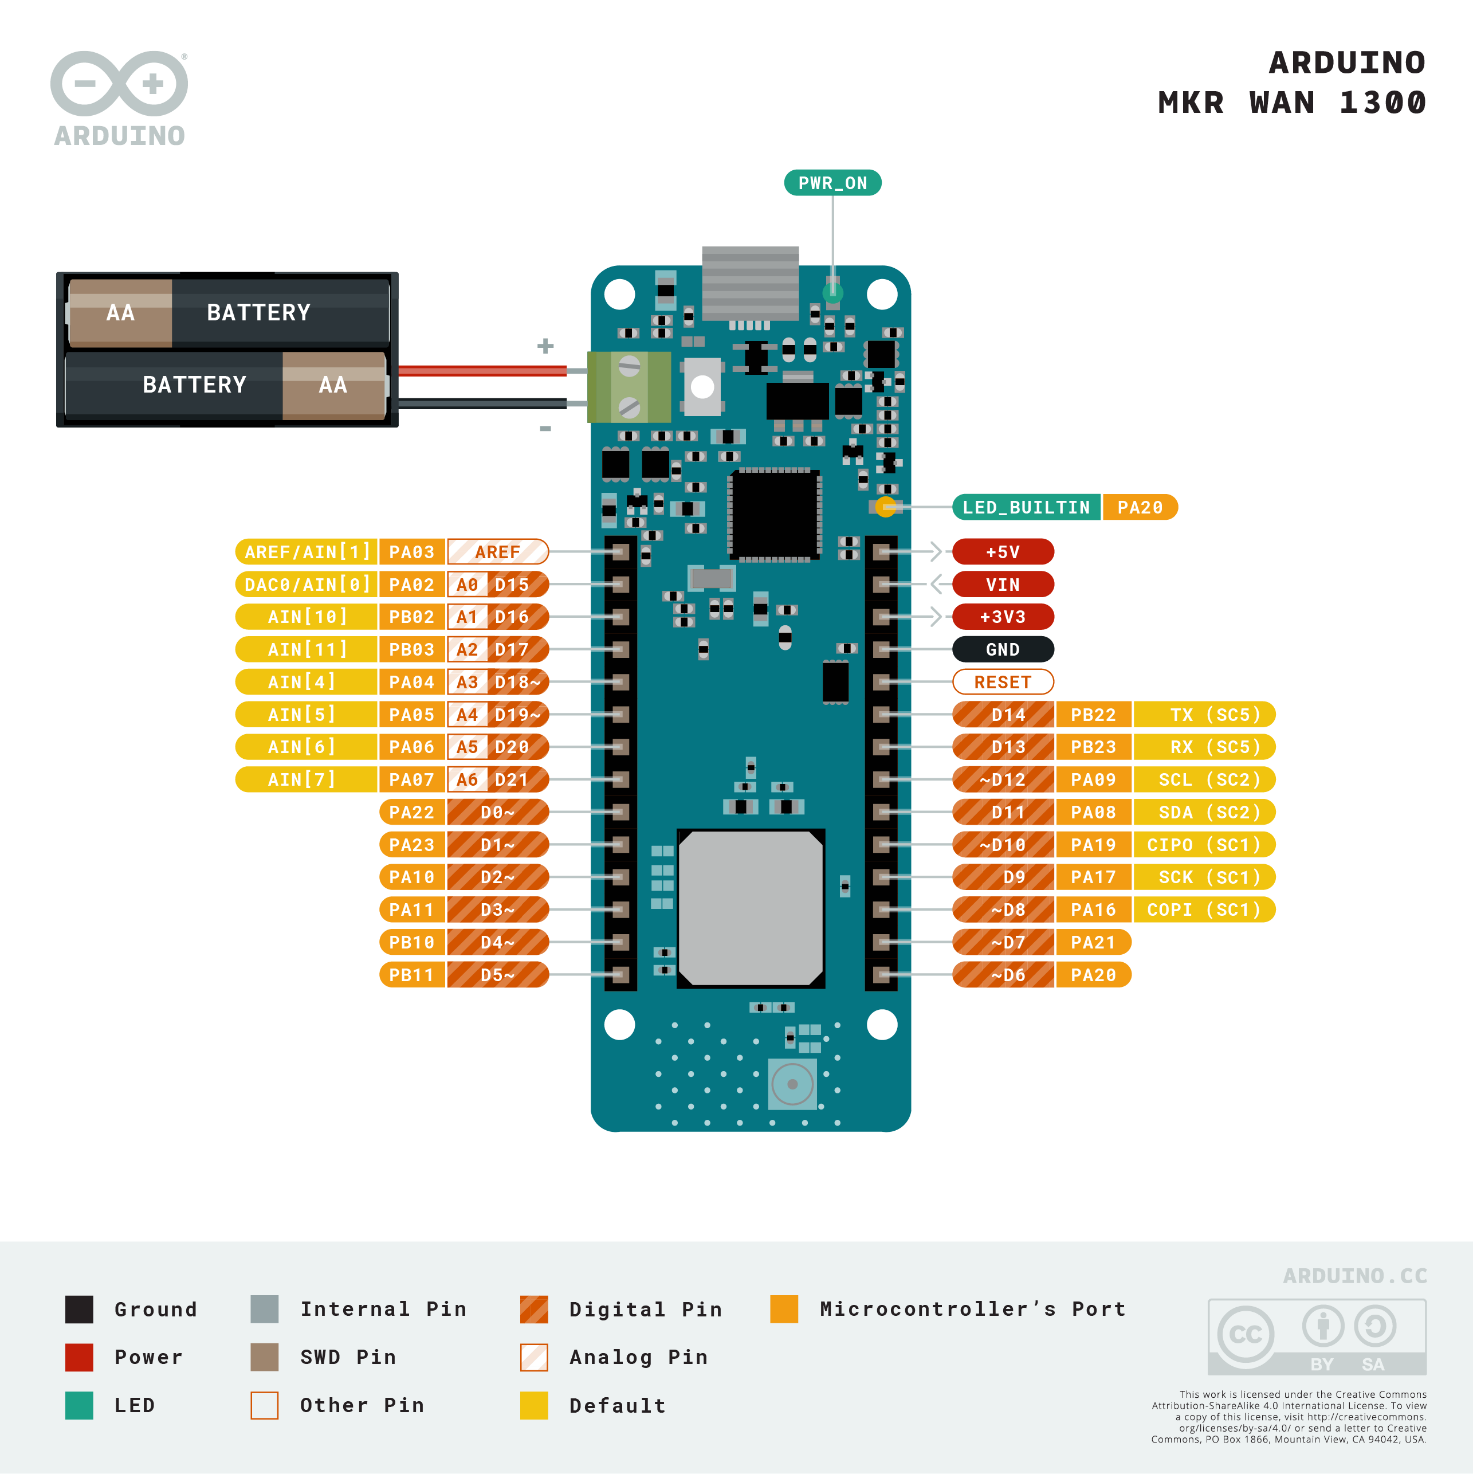 ARDUINO
MKR WAN 1300
ARDUINO
PWR_ON
AA BATTERY
BATTERY AA
+
-
LED_BUILTIN PA20
AREF/AIN[1] PA03 AREF
DAC0/AIN[0] PA02 A0 D15
AIN[10] PB02 A1 D16
AIN[11] PB03 A2 D17
AIN[4] PA04 A3 D18~
AIN[5] PA05 A4 D19~
AIN[6] PA06 A5 D20
AIN[7] PA07 A6 D21
PA22 D0~
PA23 D1~
PA10 D2~
PA11 D3~
PB10 D4~
PB11 D5~
+5V
VIN
+3V3
GND
RESET
D14 PB22 TX (SC5)
D13 PB23 RX (SC5)
~D12 PA09 SCL (SC2)
D11 PA08 SDA (SC2)
~D10 PA19 CIPO (SC1)
D9 PA17 SCK (SC1)
~D8 PA16 COPI (SC1)
~D7 PA21
~D6 PA20
Ground
Power
LED
Internal Pin
SWD Pin
Other Pin
Digital Pin
Analog Pin
Default
Microcontroller's Port
ARDUINO.CC
CC
BY SA
This work is licensed under the Creative Commons
Attribution-ShareAlike 4.0 International License. To view
a copy of this license, visit http://creativecommons.
org/licenses/by-sa/4.0/ or send a letter to Creative
Commons, PO Box 1866, Mountain View, CA 94042, USA.